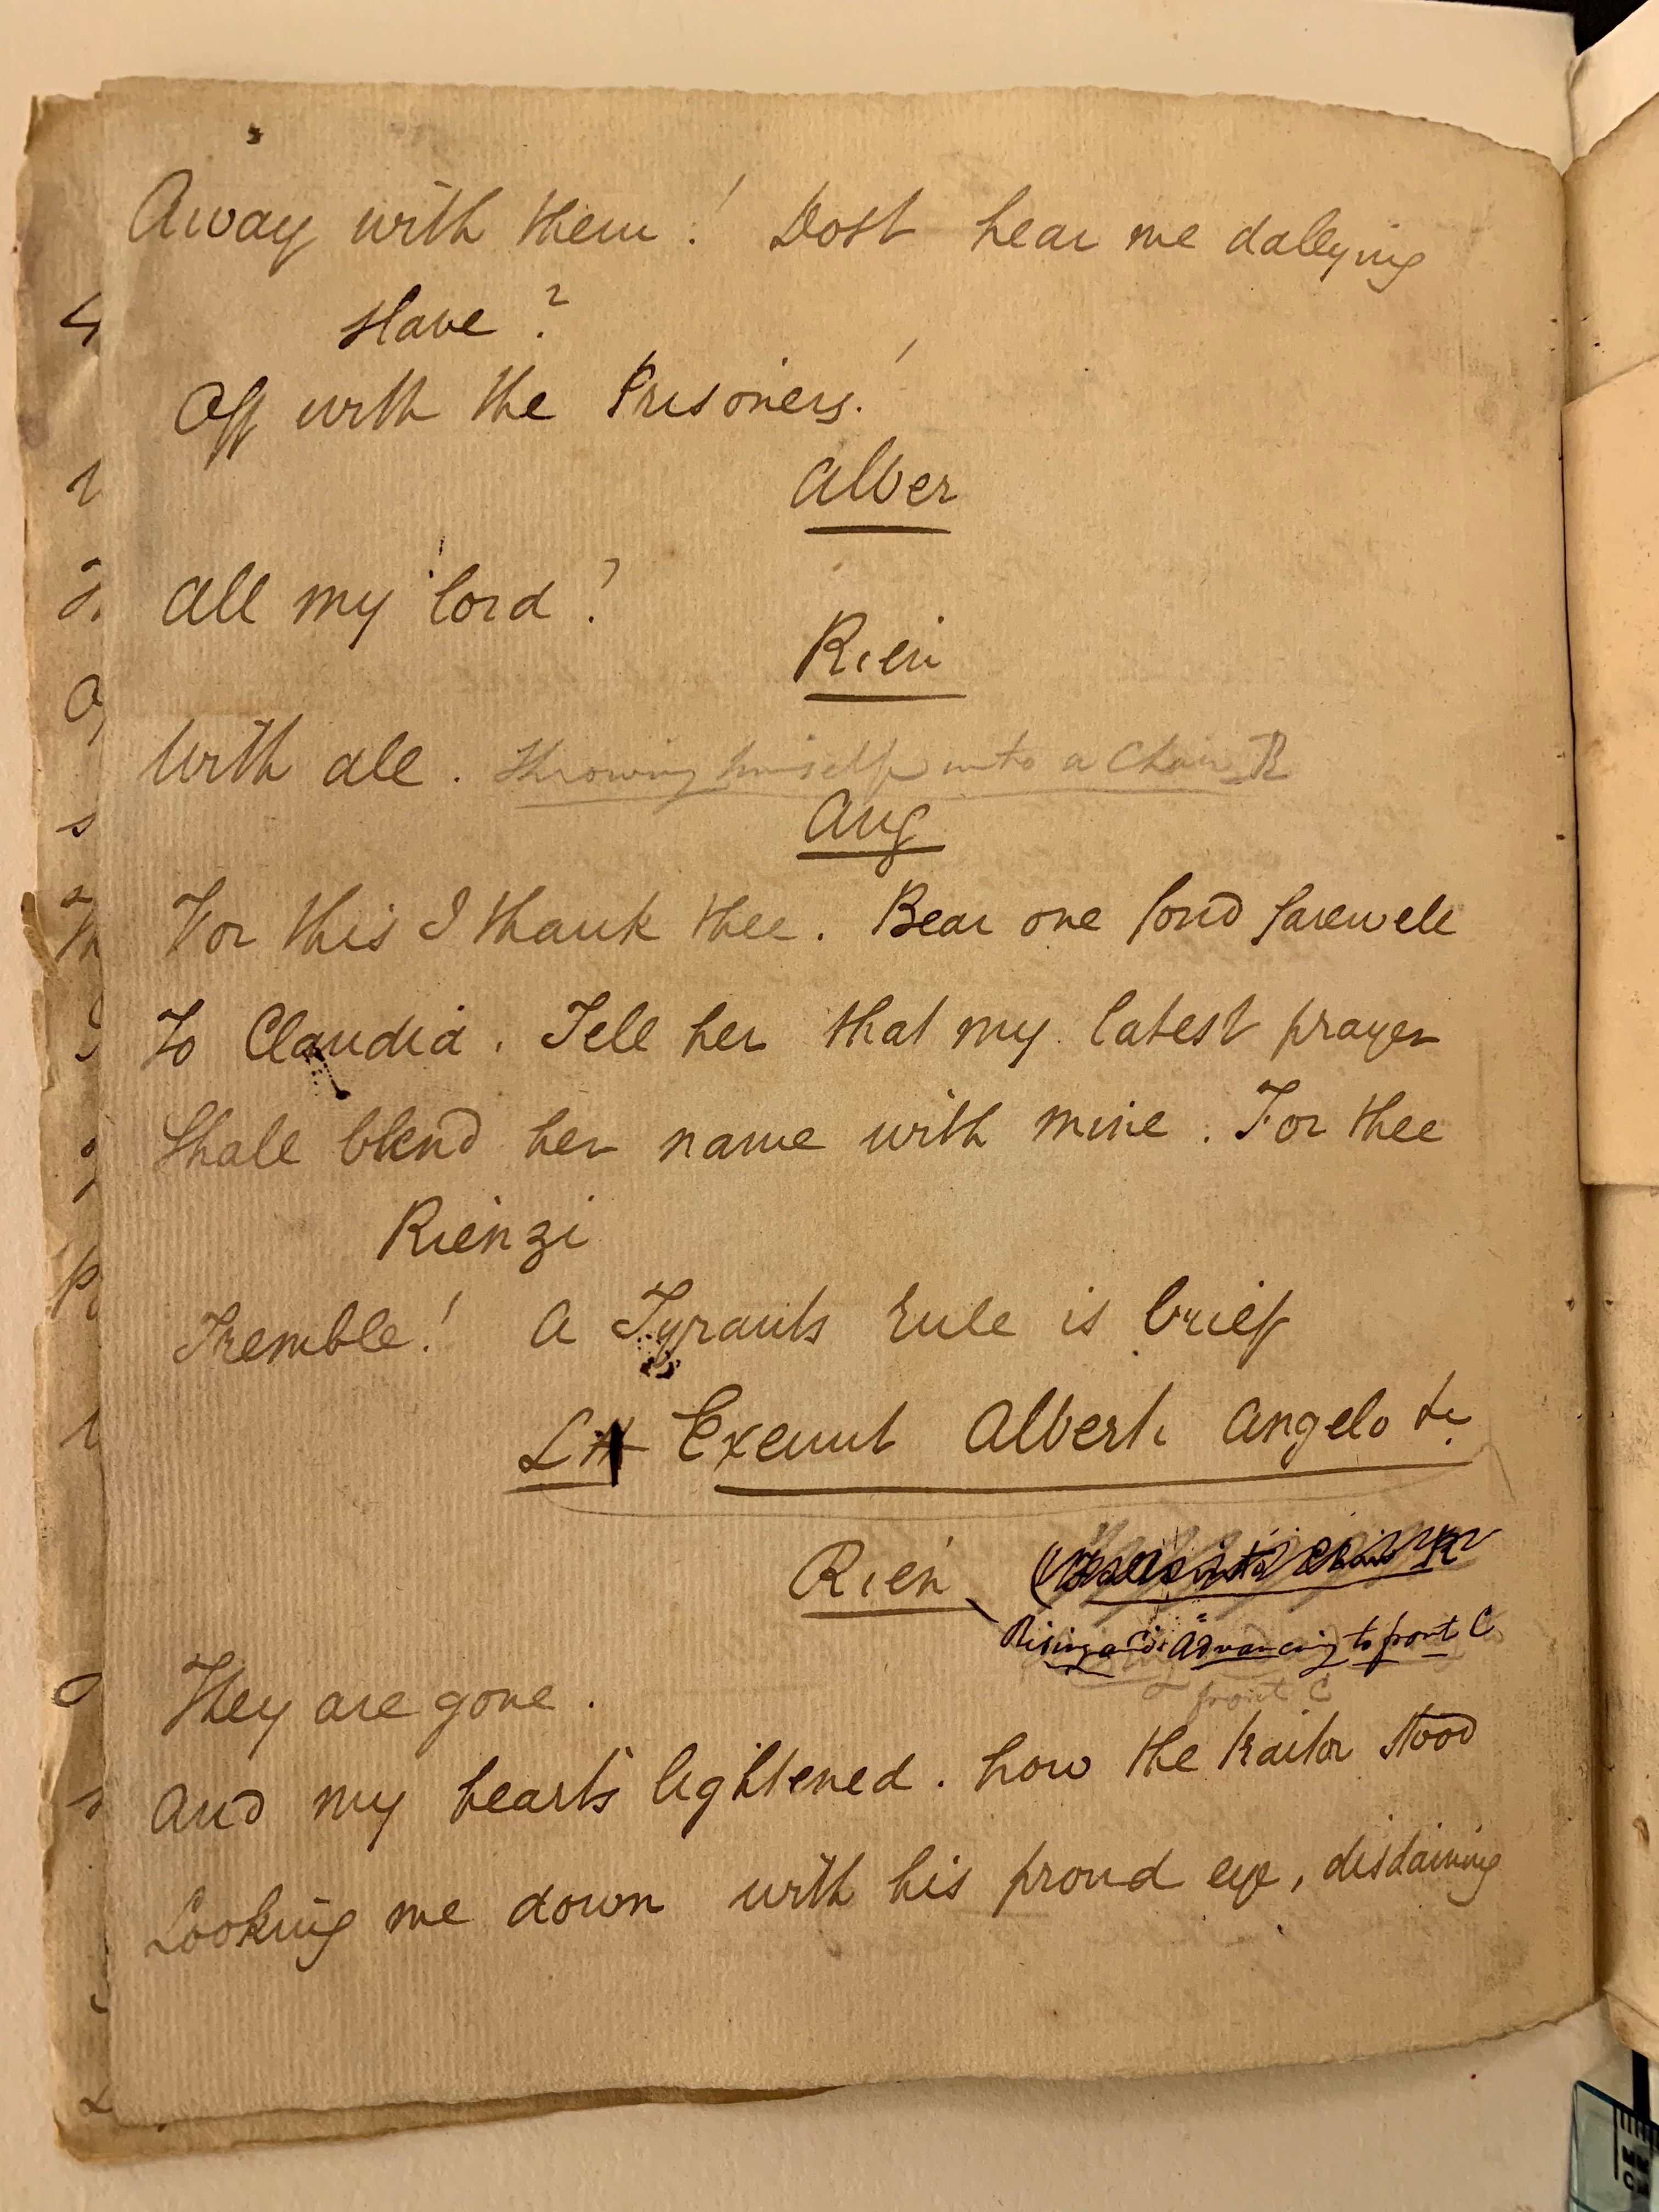 Away with them! Dost hear me dallying
slave?
Off with the Prisoners!
Alber
All my lord?
Rien
With all. Throwing himself into a Chair R
Ang
For this I thank thee. Bear one fond farewell
To Claudia. Tell her that my latest prayer
Shall blend her name with mine. For thee
Rienzi
Tremble! A Tyrants rule is brief
Exeunt Alberti Angelo &c
Rien
Rising and Advancing to front C
front C
They are gone.
And my hearts lightened. how the traitor stood
Looking me down with his proud eye, disdaining